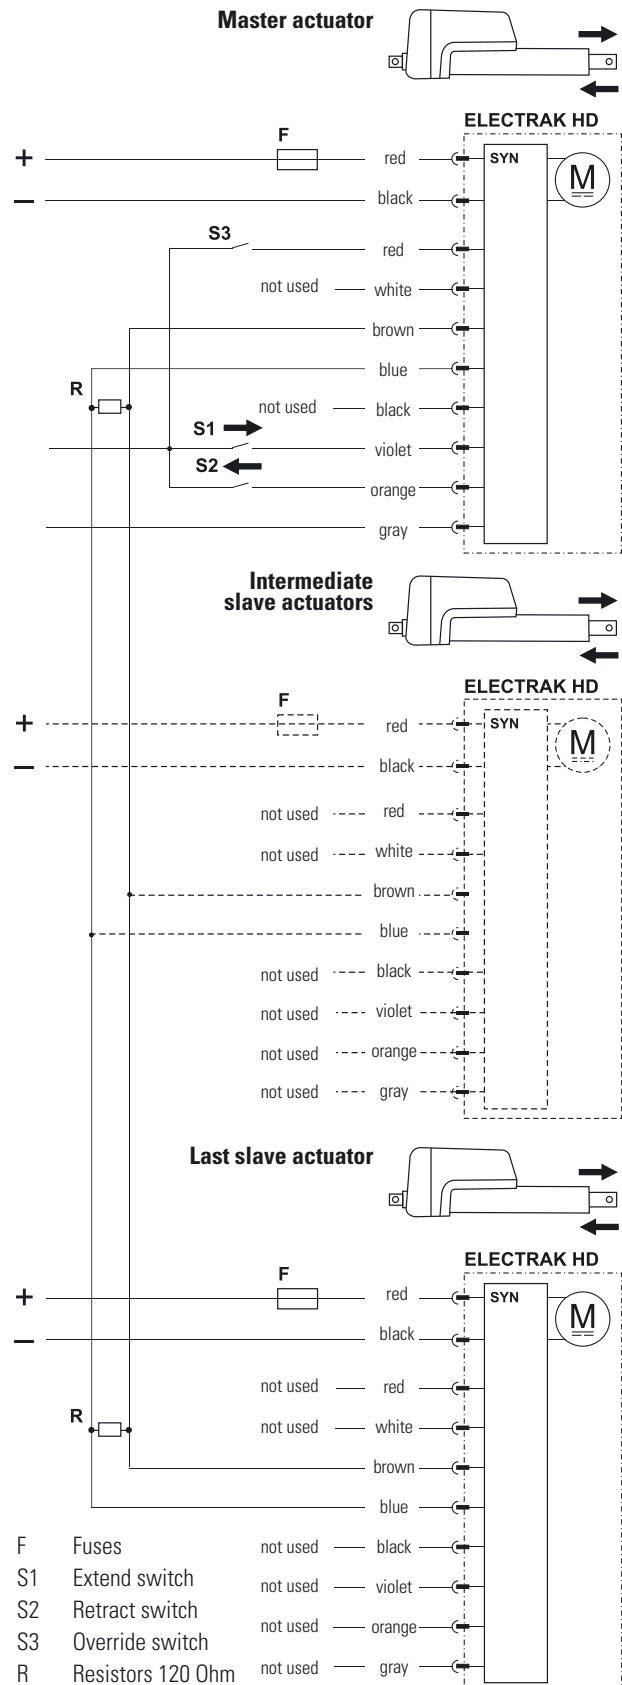 Master actuator
ELECTRAK HD
F
+ red SYN M
– black
S3 red
not used white
brown
blue
R
not used black
S1 violet
S2 orange
gray
Intermediate
slave actuators
ELECTRAK HD
F
+ red SYN M
– black
not used red
not used white
brown
blue
not used black
not used violet
not used orange
not used gray
Last slave actuator
ELECTRAK HD
F
+ red SYN M
– black
not used red
R not used white
brown
blue
not used black
not used violet
not used orange
not used gray
F Fuses
S1 Extend switch
S2 Retract switch
S3 Override switch
R Resistors 120 Ohm